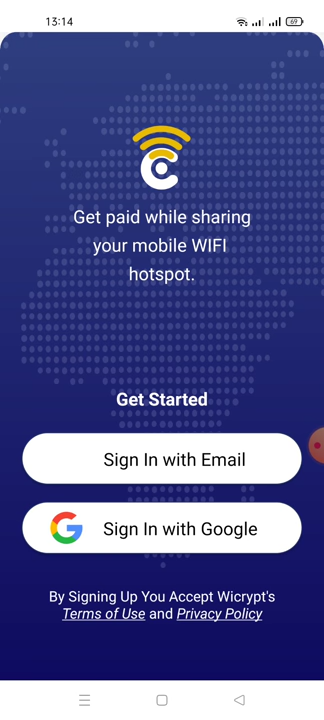 13:14
69
Get paid while sharing
your mobile WIFI
hotspot.
Get Started
Sign In with Email
Sign In with Google
By Signing Up You Accept Wicrypt's
Terms of Use and Privacy Policy